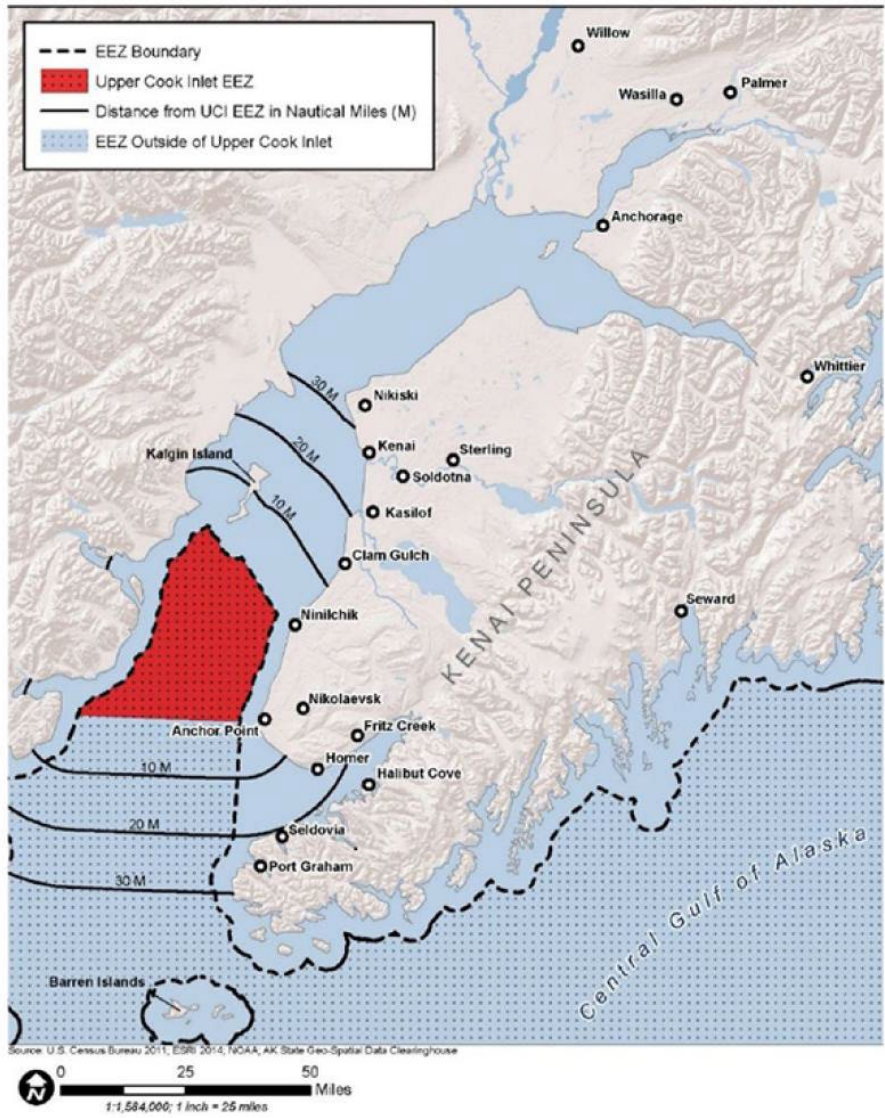 EEZ Boundary
Upper Cook Inlet EEZ
Distance from UCI EEZ in Nautical Miles (M)
EEZ Outside of Upper Cook Inlet
Willow
Wasilla
Palmer
Anchorage
Whittier
30 M
Nikiski
20 M
Kenai
Sterling
Kalgin Island
Soldotna
10 M
Kasilof
Clam Gulch
KENAI PENINSULA
Seward
Ninilchik
Nikolaevsk
Anchor Point
Fritz Creek
Homer
10 M
Halibut Cove
20 M
Seldovia
Port Graham
30 M
Central Gulf of Alaska
Barren Islands
Source: U.S. Census Bureau 2011, ESRI 2014, NOAA, AK State Geo-Spatial Data Clearinghouse
N
0 25 50
Miles
1:1,584,000; 1 inch = 25 miles